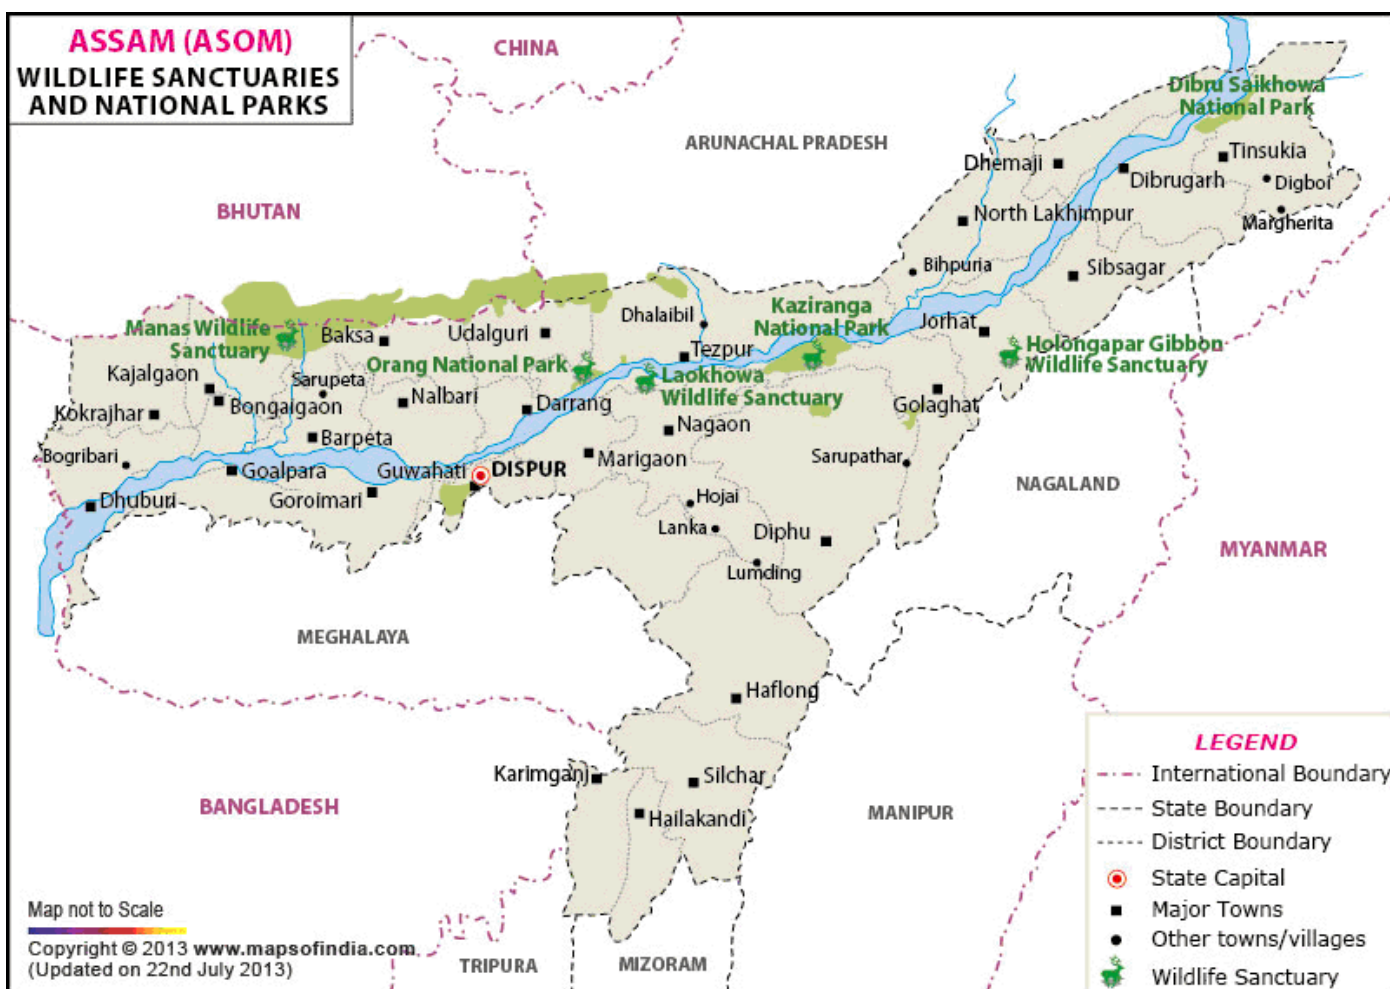 ASSAM (ASOM)
WILDLIFE SANCTUARIES
AND NATIONAL PARKS
CHINA
ARUNACHAL PRADESH
BHUTAN
Dibru Saikhowa
National Park
Dhemaji
Tinsukia
Dibrugarh
Digboi
North Lakhimpur
Margherita
Bihpuria
Sibsagar
Manas Wildlife
Sanctuary
Baksa
Udalguri
Dhalaibil
Kaziranga
National Park
Jorhat
Tezpur
Holongapar Gibbon
Wildlife Sanctuary
Orang National Park
Laokhowa
Wildlife Sanctuary
Kajalgaon
Sarupeta
Kokrajhar
Bongaigaon
Nalbari
Darrang
Golaghat
Nagaon
Barpeta
Bogribari
Goalpara
Guwahati
DISPUR
Marigaon
Sarupathar
Dhuburi
Goroimari
Hojai
NAGALAND
Lanka
Diphu
Lumding
MYANMAR
MEGHALAYA
Haflong
Karimganj
Silchar
BANGLADESH
Hailakandi
MANIPUR
TRIPURA
MIZORAM
LEGEND
International Boundary
State Boundary
District Boundary
State Capital
Major Towns
Other towns/villages
Wildlife Sanctuary
Map not to Scale
Copyright © 2013 www.mapsofindia.com
(Updated on 22nd July 2013)